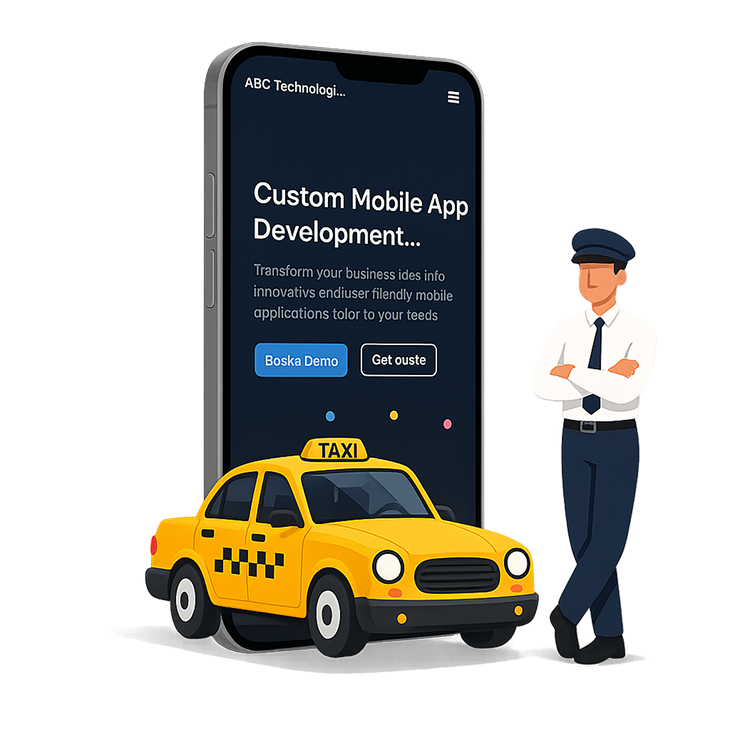 ABC Technologi...
Custom Mobile App
Development...
Transform your business ides info
innovativs endiuser filendly mobile
applications tolor to your teeds
Boska Demo
Get ouste
TAXI